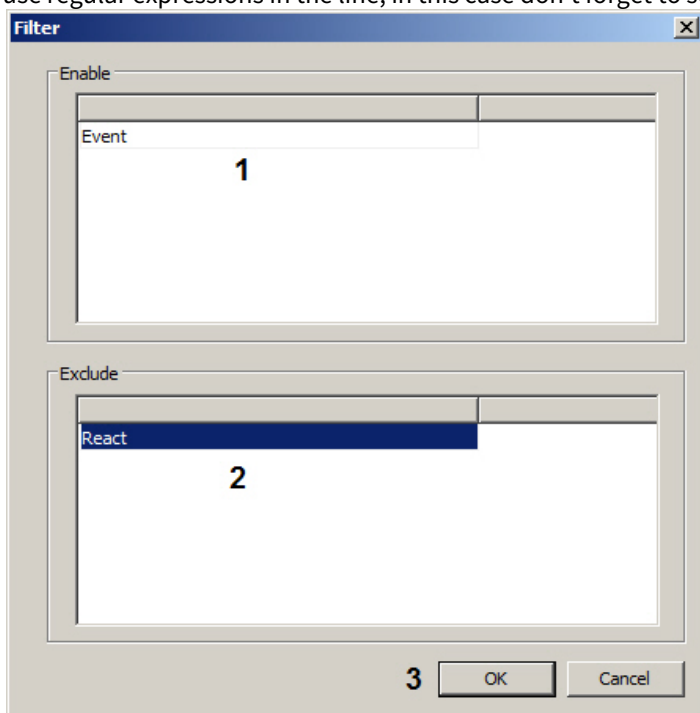 use regular expressions in the line, in this case don't forget to s
Filter
Enable
Event
1
Exclude
React
2
3 OK Cancel